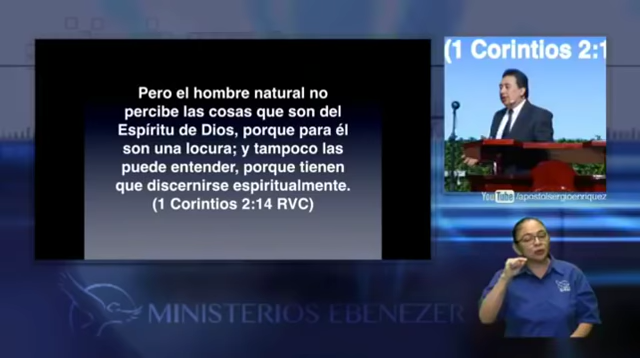 Pero el hombre natural no
percibe las cosas que son del
Espíritu de Dios, porque para él
son una locura; y tampoco las
puede entender, porque tienen
que discernirse espiritualmente.
(1 Corintios 2:14 RVC)
(1 Corintios 2:1
YouTube /apostolsergioenriquez
MINISTERIOS EBENEZER